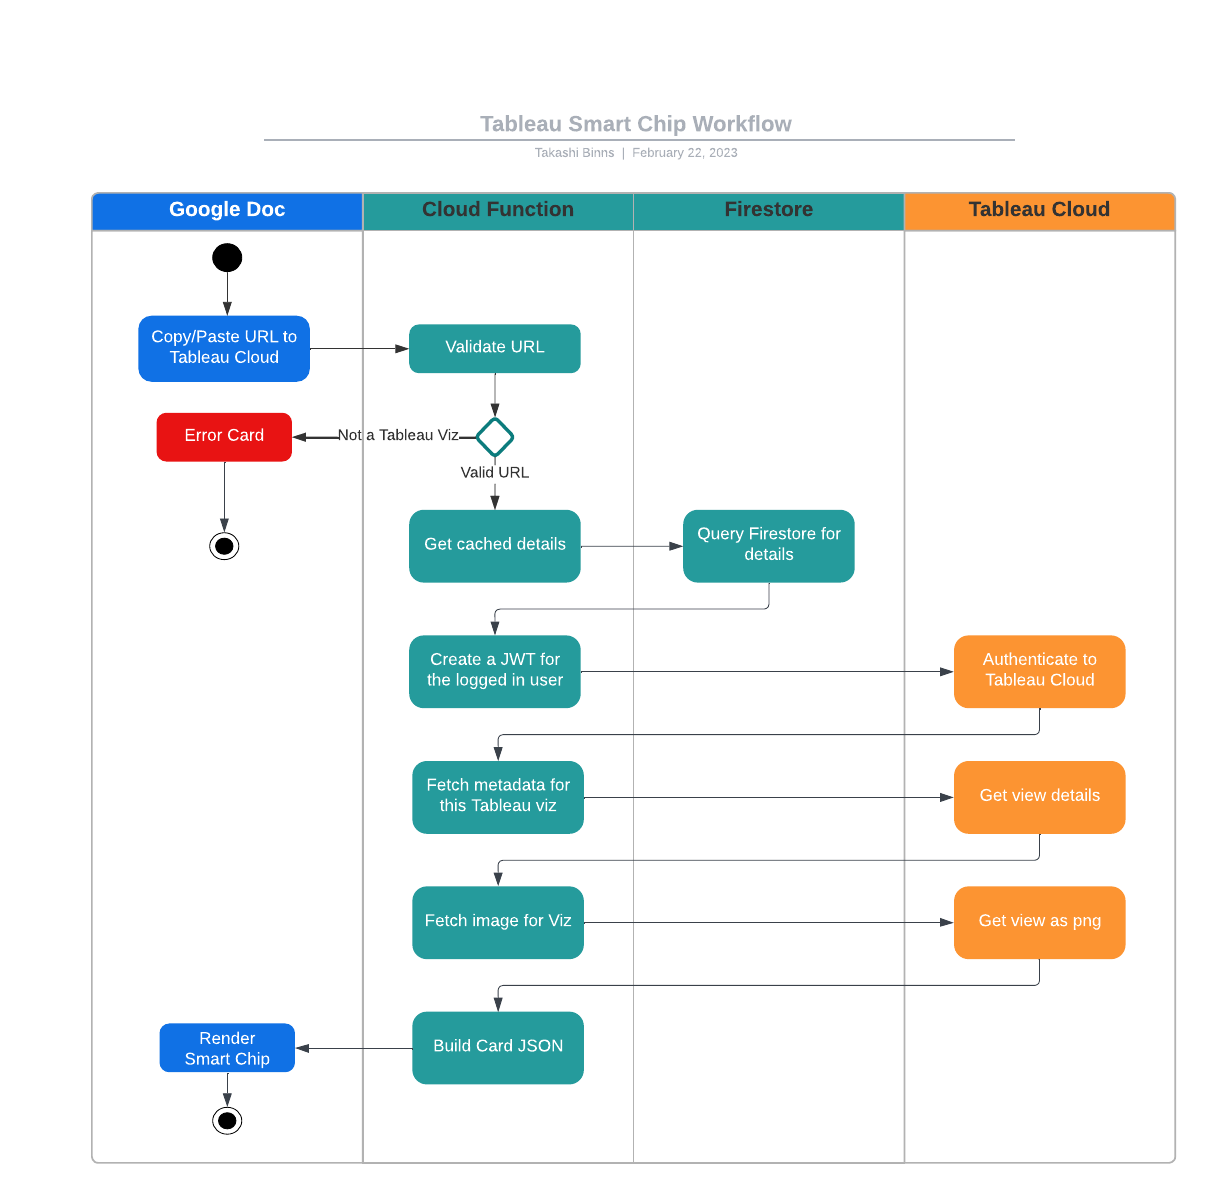 Tableau Smart Chip Workflow
Takashi Binns | February 22, 2023
Google Doc
Cloud Function
Firestore
Tableau Cloud
Copy/Paste URL to
Tableau Cloud
Validate URL
Error Card
Not a Tableau Viz
Valid URL
Get cached details
Query Firestore for
details
Create a JWT for
the logged in user
Authenticate to
Tableau Cloud
Fetch metadata for
this Tableau viz
Get view details
Fetch image for Viz
Get view as png
Render
Smart Chip
Build Card JSON